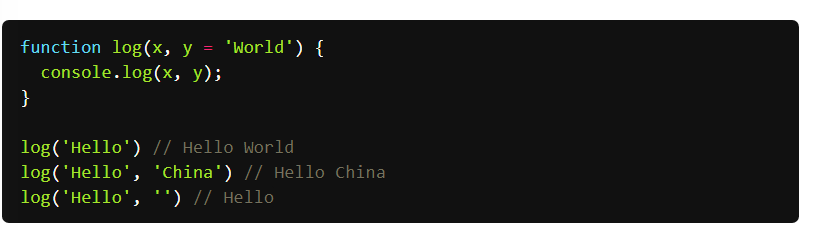 function log(x, y = 'World') {
  console.log(x, y);
}

log('Hello') // Hello World
log('Hello', 'China') // Hello China
log('Hello', '') // Hello